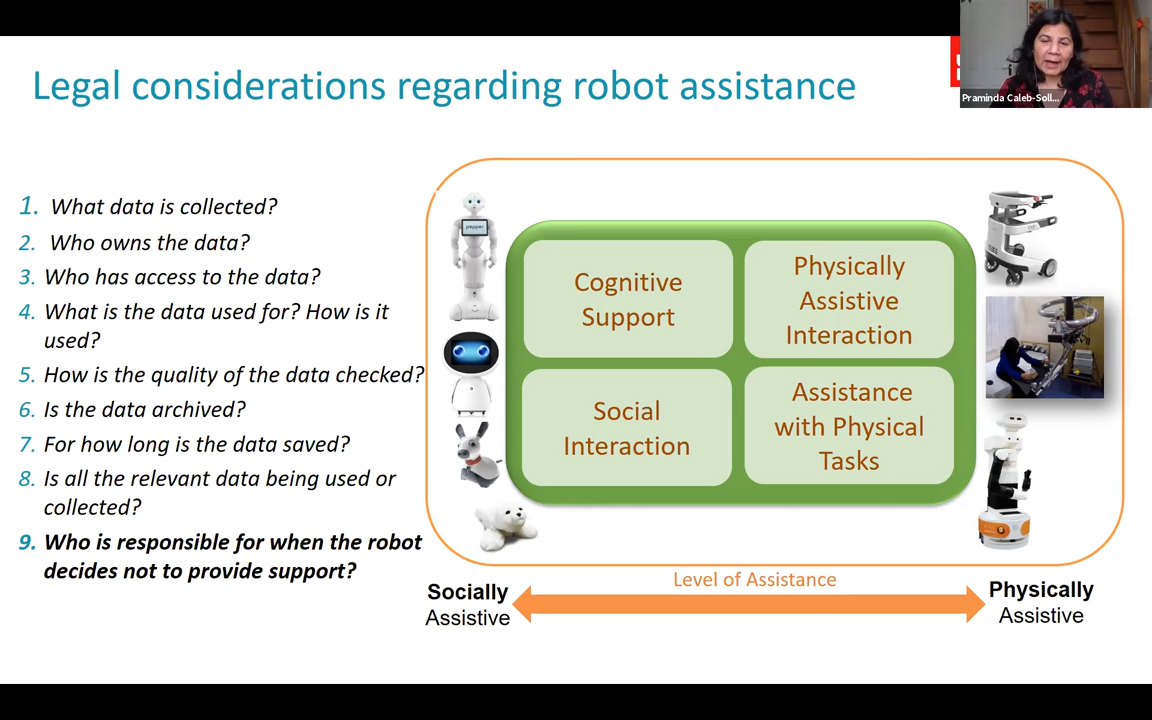 Legal considerations regarding robot assistance
Praminda Caleb-Soll...
1. What data is collected?
2. Who owns the data?
3. Who has access to the data?
4. What is the data used for? How is it
used?
5. How is the quality of the data checked?
6. Is the data archived?
7. For how long is the data saved?
8. Is all the relevant data being used or
collected?
9. Who is responsible for when the robot
decides not to provide support?
pepper
Cognitive
Support
Physically
Assistive
Interaction
Social
Interaction
Assistance
with Physical
Tasks
Level of Assistance
Socially
Assistive
Physically
Assistive